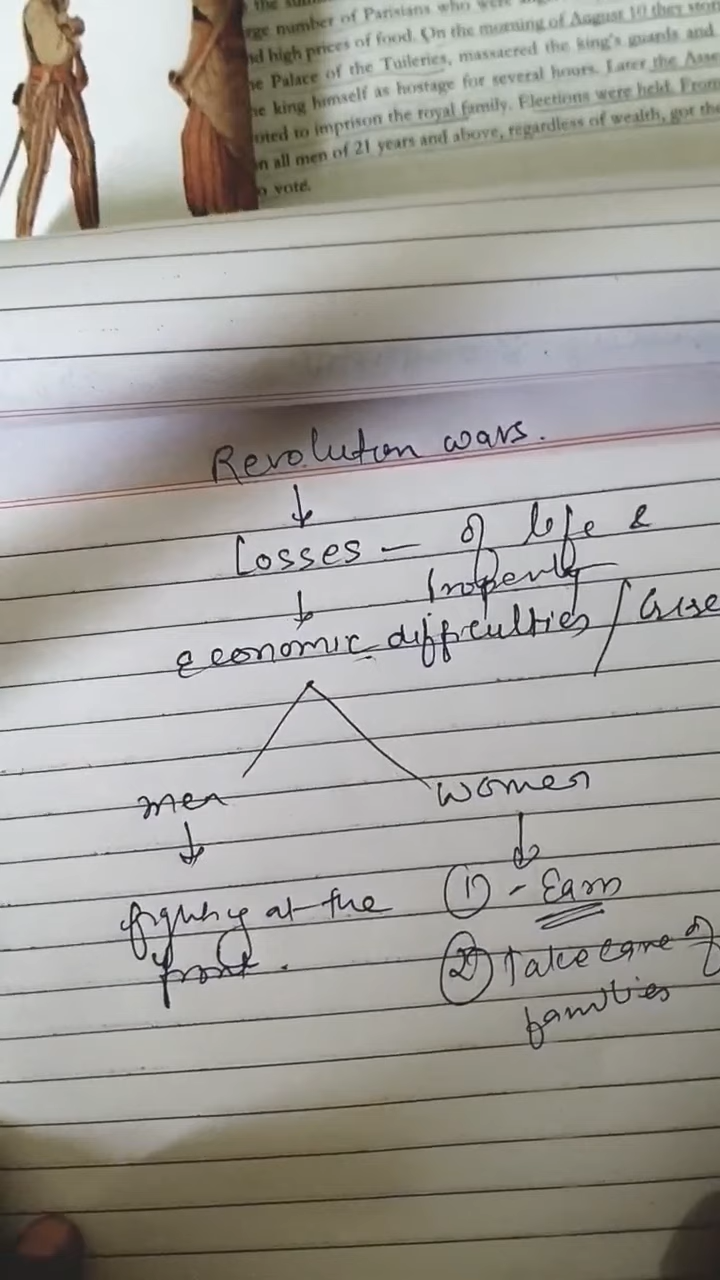 rge number of Parisians who were
nd high prices of food. On the morning of August 10 they stor
he Palace of the Tuileries, massacred the king's guards and
he king himself as hostage for several hours. Later the Asse
oted to imprison the royal family. Elections were held. From
n all men of 21 years and above, regardless of wealth, got the
o vote.
Revolution wars.
↓
Losses – of life &
Property
↓
economic difficulties /
men women
↓ ↓
fighting at the ① - Earn
front. ② Take care of
families